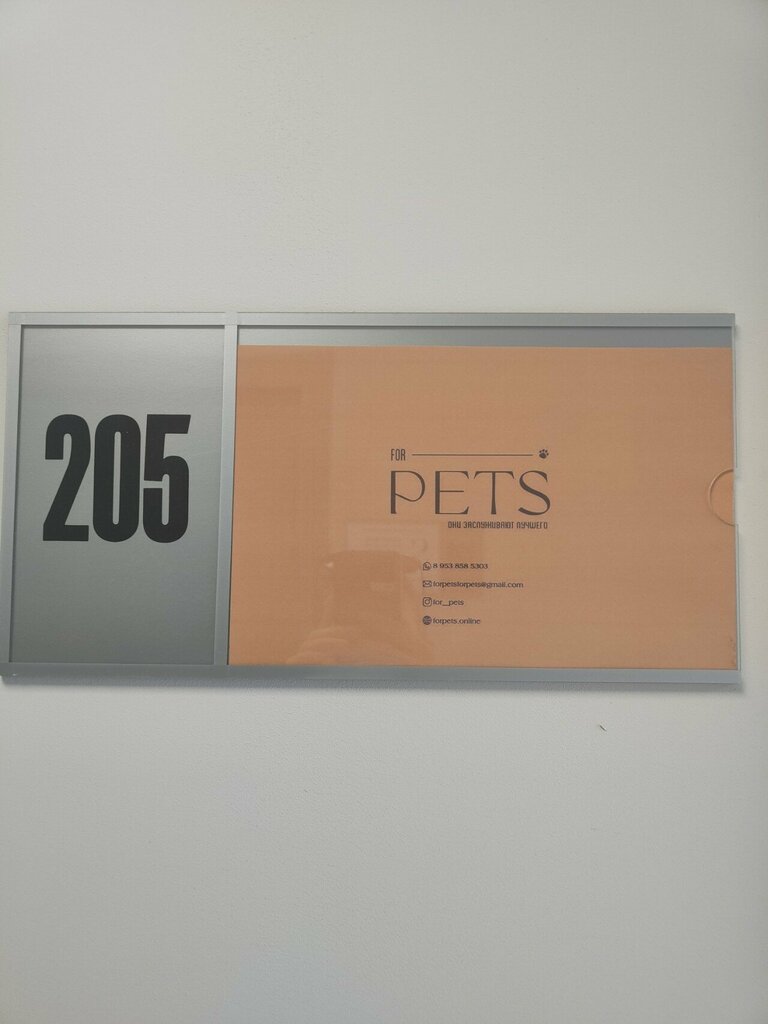 205
FOR
PETS
ОНИ ЗАСЛУЖИВАЮТ ЛУЧШЕГО
8 953 858 5303
forpetsforpets@gmail.com
for_pets
forpets.online